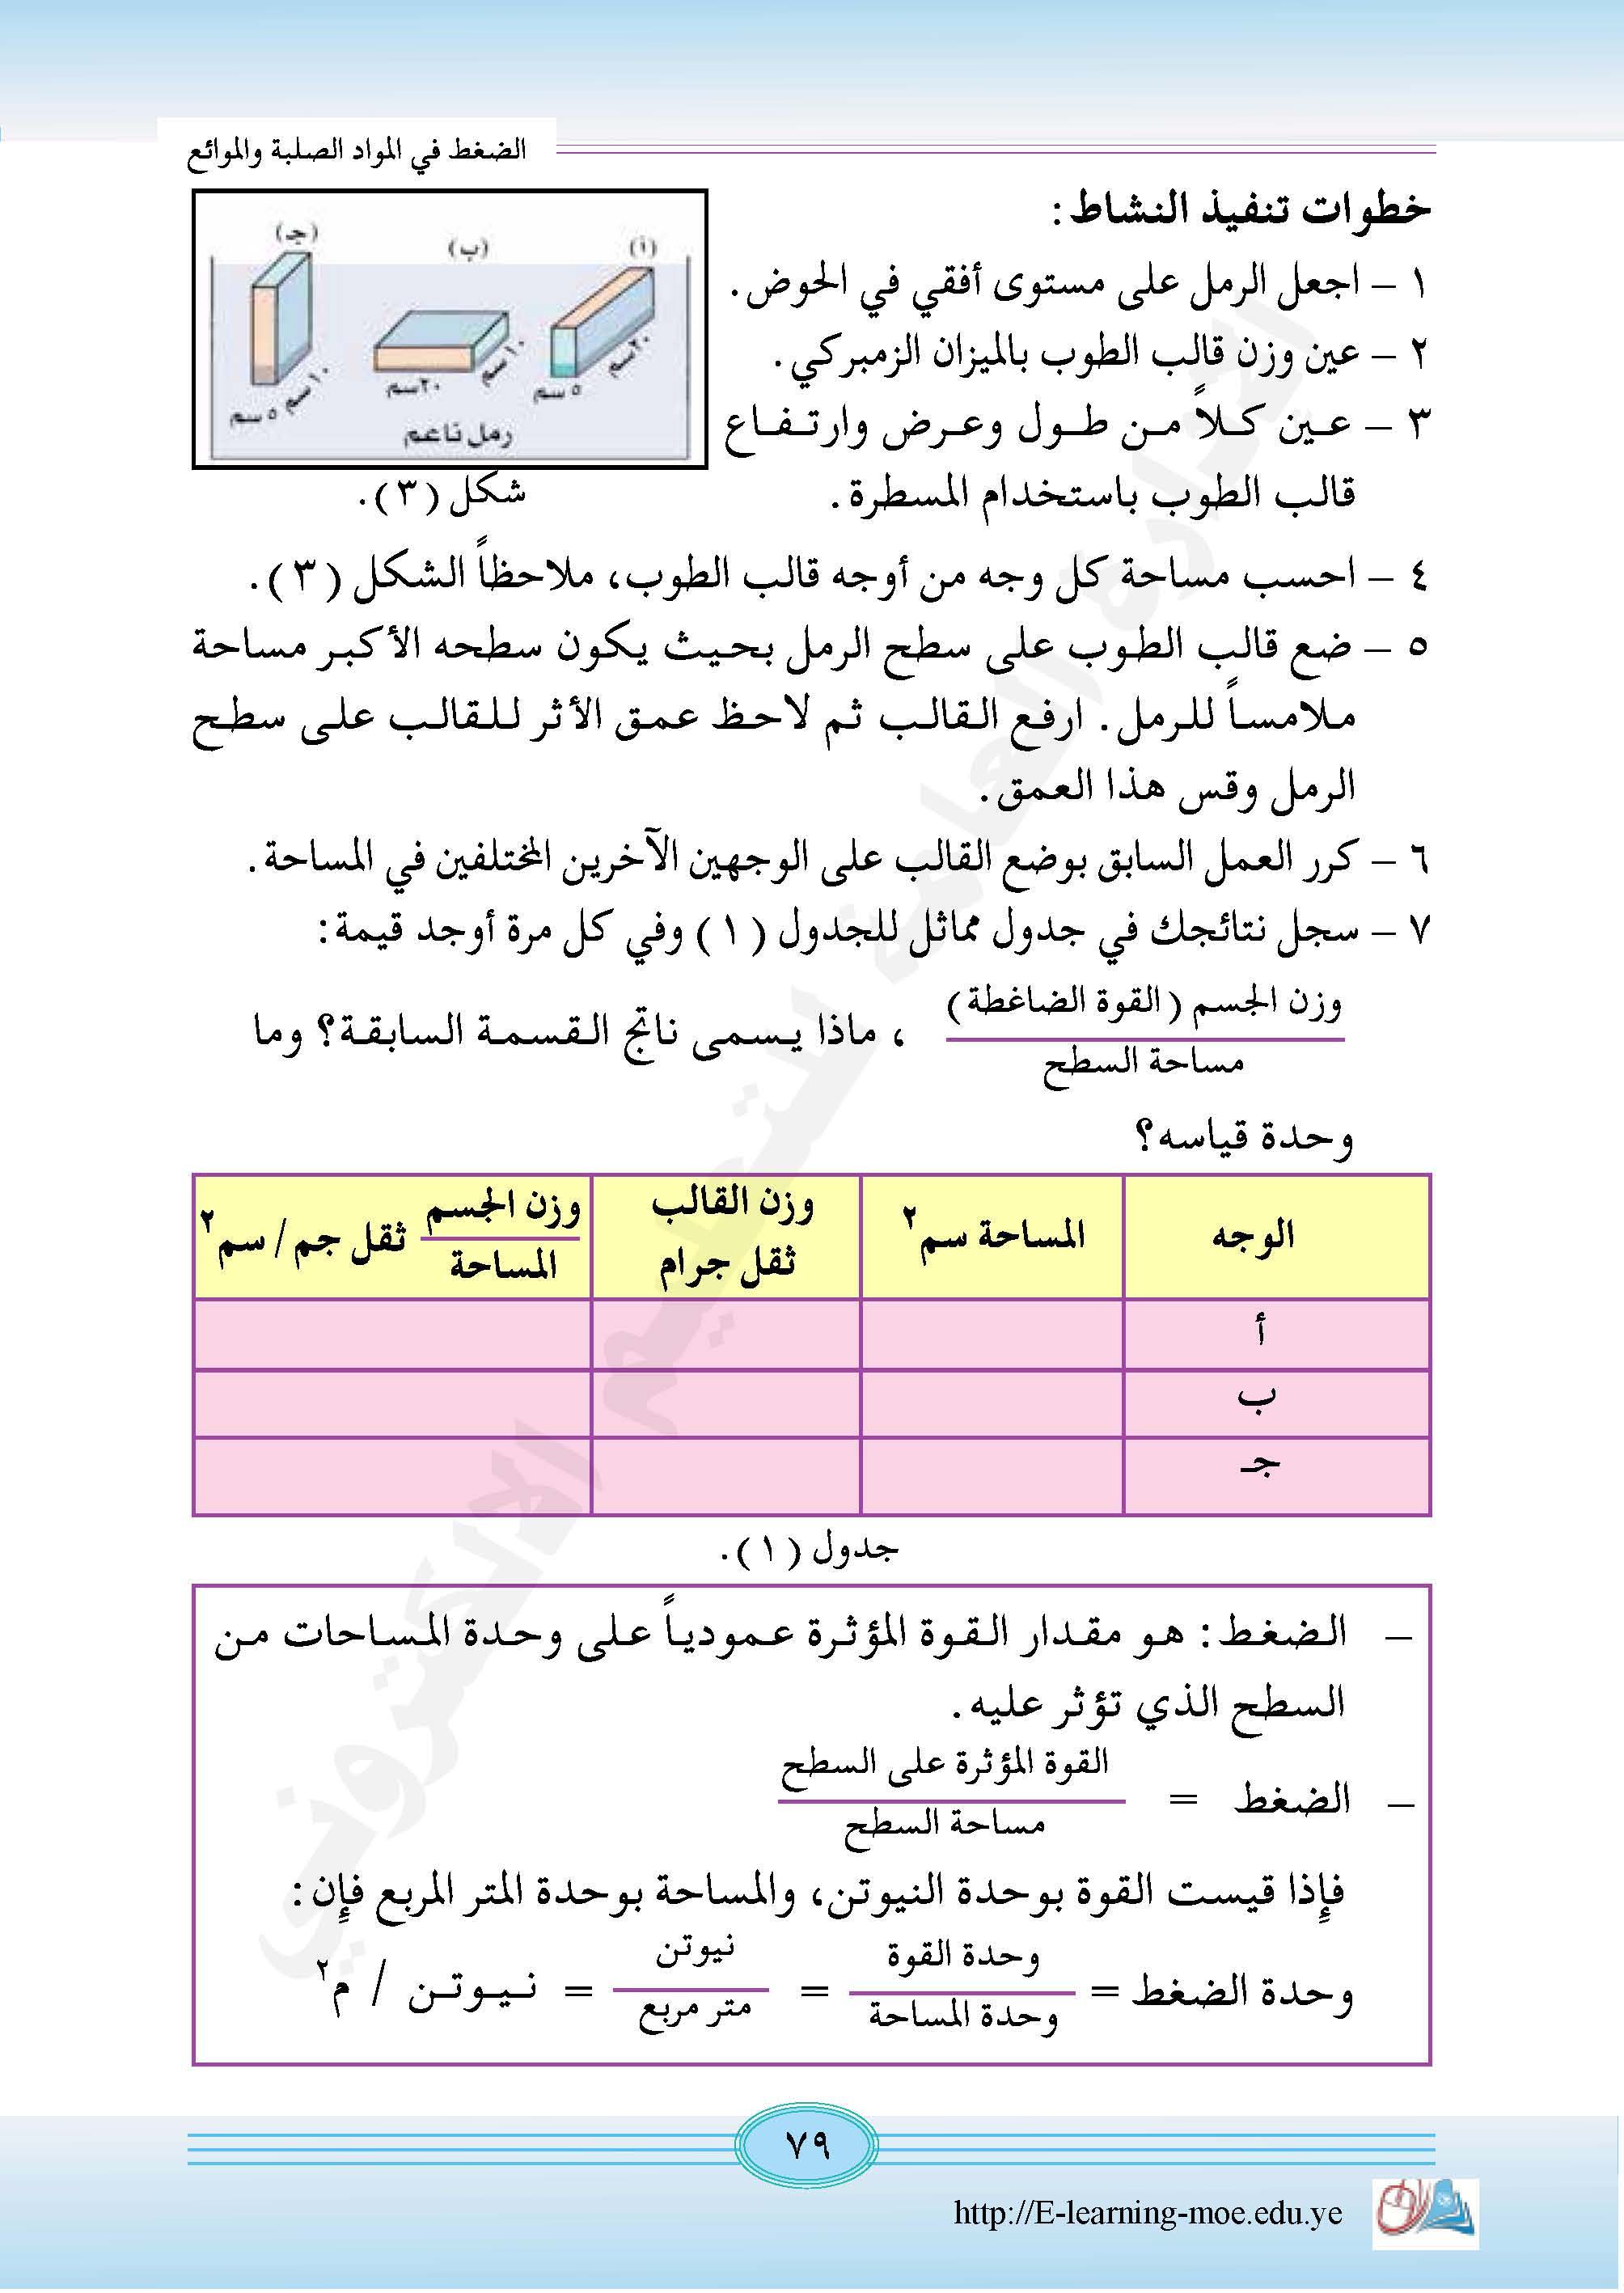 الضغط في المواد الصلبة والموائع
خطوات تنفيذ النشاط:
١ – اجعل الرمل على مستوى أفقي في الحوض.
٢ – عين وزن قالب الطوب بالميزان الزمبركي.
٣ – عين كلاً من طول وعرض وارتفاع
قالب الطوب باستخدام المسطرة.
(جـ) (ب) (أ)
٥ سم ١٠ سم ٢٠سم ١٠ سم ٥ سم ٢٠سم
رمل ناعم
شكل (٣).
٤ – احسب مساحة كل وجه من أوجه قالب الطوب، ملاحظاً الشكل (٣).
٥ – ضع قالب الطوب على سطح الرمل بحيث يكون سطحه الأكبر مساحة
ملامساً للرمل. ارفع القالب ثم لاحظ عمق الأثر للقالب على سطح
الرمل وقس هذا العمق.
٦ – كرر العمل السابق بوضع القالب على الوجهين الآخرين المختلفين في المساحة.
٧ – سجل نتائجك في جدول مماثل للجدول (١) وفي كل مرة أوجد قيمة:
وزن الجسم (القوة الضاغطة)
مساحة السطح
، ماذا يسمى ناتج القسمة السابقة؟ وما
وحدة قياسه؟
الوجه
المساحة سم٢
وزن القالب
ثقل جرام
وزن الجسم
المساحة
ثقل جم / سم٢
أ
ب
جـ
جدول (١).
– الضغط: هو مقدار القوة المؤثرة عمودياً على وحدة المساحات من
السطح الذي تؤثر عليه.
– الضغط =
القوة المؤثرة على السطح
مساحة السطح
فإذا قيست القوة بوحدة النيوتن، والمساحة بوحدة المتر المربع فإن:
وحدة الضغط =
وحدة القوة
وحدة المساحة
=
نيوتن
متر مربع
= نيوتن / م٢
٧٩
http://E-learning-moe.edu.ye
الإدارة العامة للتعليم الالكتروني